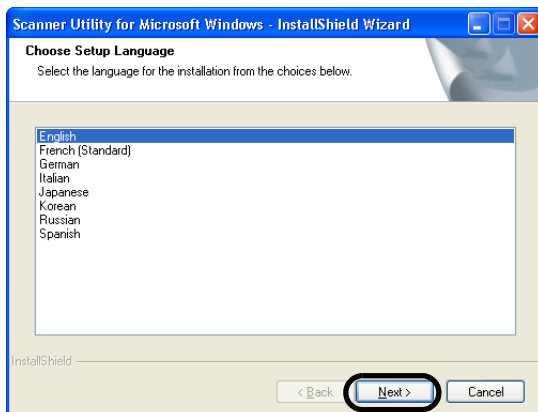 Scanner Utility for Microsoft Windows - InstallShield Wizard
Choose Setup Language
Select the language for the installation from the choices below.
English
French (Standard)
German
Italian
Japanese
Korean
Russian
Spanish
InstallShield
< Back Next > Cancel